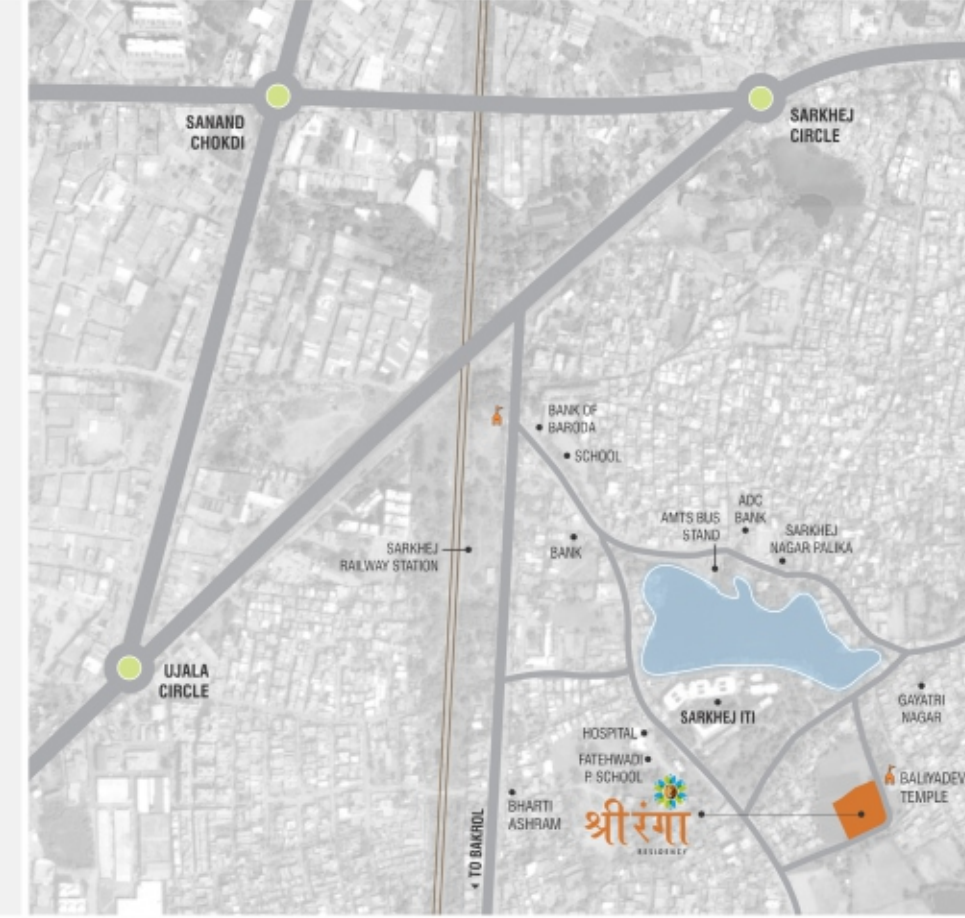 SANAND
CHOKDI
SARKHEJ
CIRCLE
BANK OF
BARODA
SCHOOL
ADC
BANK
AMTS BUS
STAND
SARKHEJ
NAGAR PALIKA
SARKHEJ
RAILWAY STATION
BANK
UJALA
CIRCLE
GAYATRI
NAGAR
SARKHEJ ITI
HOSPITAL
FATEHWADI
P. SCHOOL
BALIYADEV
TEMPLE
BHARTI
ASHRAM
श्री रंगा
RESIDENCY
TO BAKROL